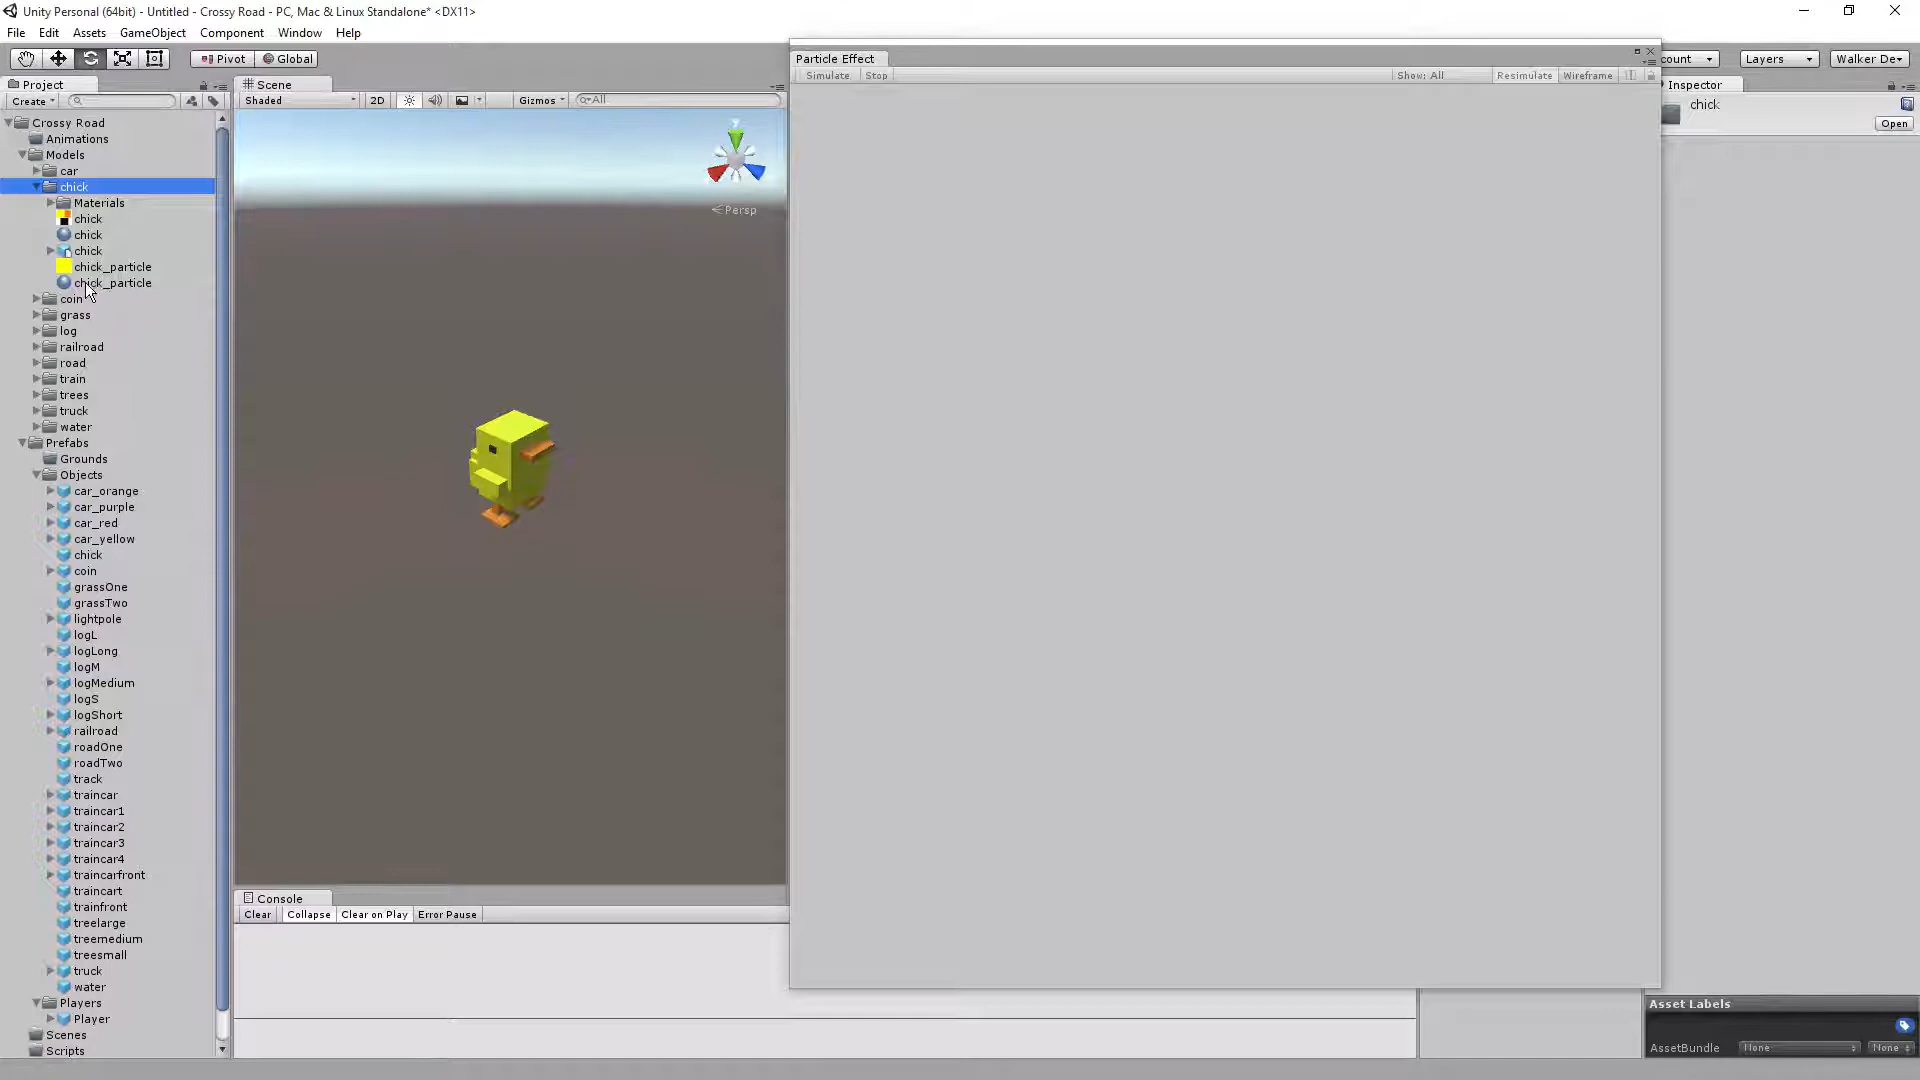 Unity Personal (64bit) - Untitled - Crossy Road - PC, Mac & Linux Standalone* <DX11>
File Edit Assets GameObject Component Window Help
Pivot Global
count Layers Walker De
Project
Create
Crossy Road
Animations
Models
car
chick
Materials
chick
chick
chick
chick_particle
chick_particle
coin
grass
log
railroad
road
train
trees
truck
water
Prefabs
Grounds
Objects
car_orange
car_purple
car_red
car_yellow
chick
coin
grassOne
grassTwo
lightpole
logL
logLong
logM
logMedium
logS
logShort
railroad
roadOne
roadTwo
track
traincar
traincar1
traincar2
traincar3
traincar4
traincarfront
traincart
trainfront
treelarge
treemedium
treesmall
truck
water
Players
Player
Scenes
Scripts
Scene
Shaded 2D Gizmos All
y
Persp
Console
Clear Collapse Clear on Play Error Pause
Particle Effect
Simulate Stop Show: All Resimulate Wireframe
Inspector
chick
Open
Asset Labels
AssetBundle None None